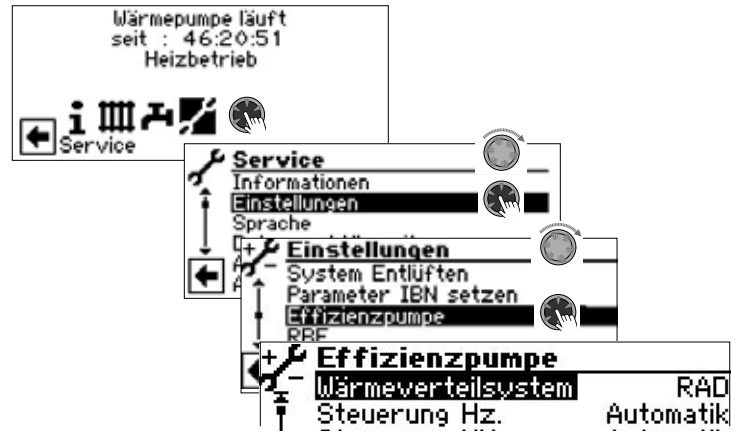 Wärmepumpe läuft
seit : 46:20:51
Heizbetrieb
Service
Service
Informationen
Einstellungen
Sprache
Einstellungen
System Entlüften
Parameter IBN setzen
Effizienzpumpe
RBE
Effizienzpumpe
Wärmeverteilsystem RAD
Steuerung Hz. Automatik